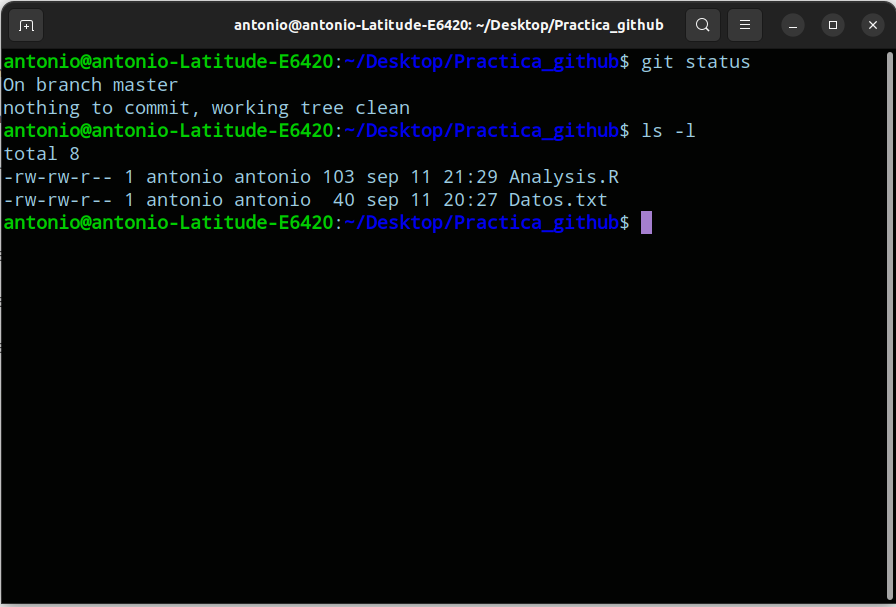 antonio@antonio-Latitude-E6420: ~/Desktop/Practica_github
antonio@antonio-Latitude-E6420:~/Desktop/Practica_github$ git status
On branch master
nothing to commit, working tree clean
antonio@antonio-Latitude-E6420:~/Desktop/Practica_github$ ls -l
total 8
-rw-rw-r-- 1 antonio antonio 103 sep 11 21:29 Analysis.R
-rw-rw-r-- 1 antonio antonio  40 sep 11 20:27 Datos.txt
antonio@antonio-Latitude-E6420:~/Desktop/Practica_github$